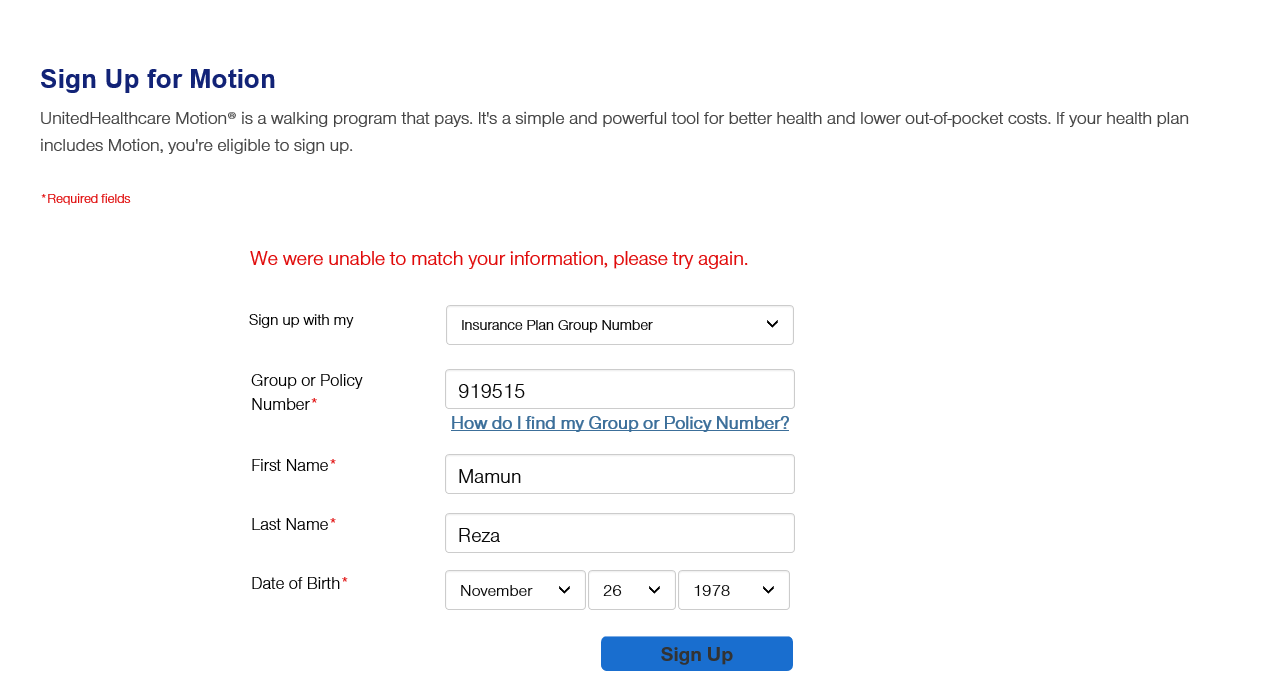 Sign Up for Motion
UnitedHealthcare Motion® is a walking program that pays. It's a simple and powerful tool for better health and lower out-of-pocket costs. If your health plan
includes Motion, you're eligible to sign up.
*Required fields
We were unable to match your information, please try again.
Sign up with my
Insurance Plan Group Number
Group or Policy
Number*
919515
How do I find my Group or Policy Number?
First Name*
Mamun
Last Name*
Reza
Date of Birth*
November 26 1978
Sign Up